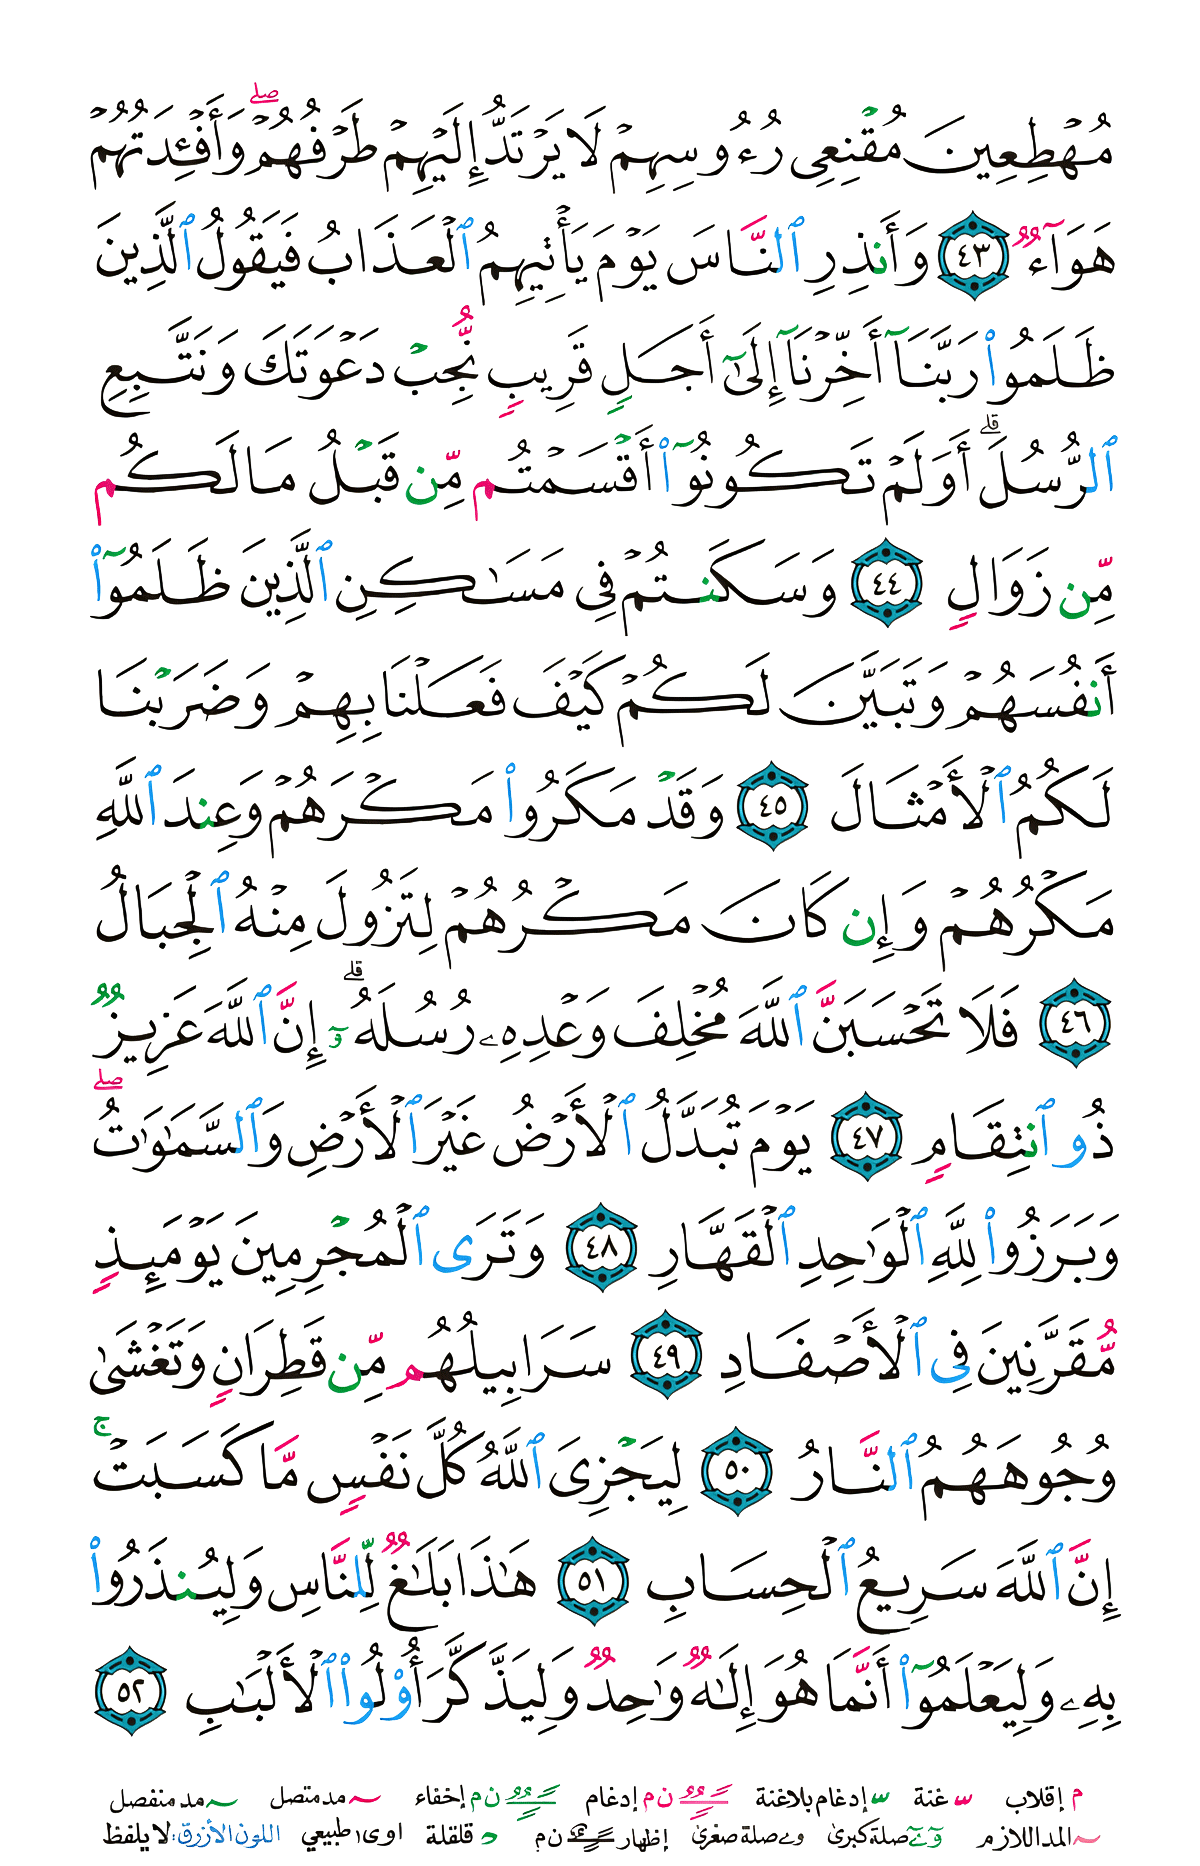 مُهۡطِعِينَ مُقۡنِعِي رُءُوسِهِمۡ لَا يَرۡتَدُّ إِلَيۡهِمۡ طَرۡفُهُمۡۖ وَأَفۡـِٔدَتُهُمۡ
هَوَآءٞ ٤٣ وَأَنذِرِ ٱلنَّاسَ يَوۡمَ يَأۡتِيهِمُ ٱلۡعَذَابُ فَيَقُولُ ٱلَّذِينَ
ظَلَمُواْ رَبَّنَآ أَخِّرۡنَآ إِلَىٰٓ أَجَلٖ قَرِيبٖ نُّجِبۡ دَعۡوَتَكَ وَنَتَّبِعِ
ٱلرُّسُلَۗ أَوَلَمۡ تَكُونُوٓاْ أَقۡسَمۡتُم مِّن قَبۡلُ مَا لَكُم
مِّن زَوَالٖ ٤٤ وَسَكَنتُمۡ فِي مَسَٰكِنِ ٱلَّذِينَ ظَلَمُوٓاْ
أَنفُسَهُمۡ وَتَبَيَّنَ لَكُمۡ كَيۡفَ فَعَلۡنَا بِهِمۡ وَضَرَبۡنَا
لَكُمُ ٱلۡأَمۡثَالَ ٤٥ وَقَدۡ مَكَرُواْ مَكۡرَهُمۡ وَعِندَ ٱللَّهِ
مَكۡرُهُمۡ وَإِن كَانَ مَكۡرُهُمۡ لِتَزُولَ مِنۡهُ ٱلۡجِبَالُ
٤٦ فَلَا تَحۡسَبَنَّ ٱللَّهَ مُخۡلِفَ وَعۡدِهِۦ رُسُلَهُۥٓۗ إِنَّ ٱللَّهَ عَزِيزٞ
ذُو ٱنتِقَامٖ ٤٧ يَوۡمَ تُبَدَّلُ ٱلۡأَرۡضُ غَيۡرَ ٱلۡأَرۡضِ وَٱلسَّمَٰوَٰتُۖ
وَبَرَزُواْ لِلَّهِ ٱلۡوَٰحِدِ ٱلۡقَهَّارِ ٤٨ وَتَرَى ٱلۡمُجۡرِمِينَ يَوۡمَئِذٖ
مُّقَرَّنِينَ فِي ٱلۡأَصۡفَادِ ٤٩ سَرَابِيلُهُم مِّن قَطِرَانٖ وَتَغۡشَىٰ
وُجُوهَهُمُ ٱلنَّارُ ٥٠ لِيَجۡزِيَ ٱللَّهُ كُلَّ نَفۡسٖ مَّا كَسَبَتۡۚ
إِنَّ ٱللَّهَ سَرِيعُ ٱلۡحِسَابِ ٥١ هَٰذَا بَلَٰغٞ لِّلنَّاسِ وَلِيُنذَرُواْ
بِهِۦ وَلِيَعۡلَمُوٓاْ أَنَّمَا هُوَ إِلَٰهٞ وَٰحِدٞ وَلِيَذَّكَّرَ أُوْلُواْ ٱلۡأَلۡبَٰبِ ٥٢
م إقلاب غنة إدغام بلاغنة ن م إدغام ن م إخفاء مد متصل مد منفصل
المد اللازم صلة كبرى وے صلة صغرى إظهار ن م قلقلة اوى طبيعي اللون الأزرق: لا يلفظ